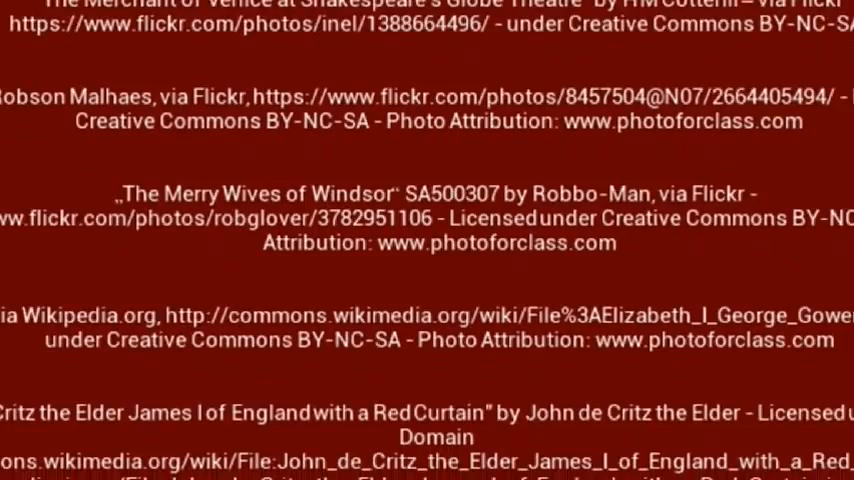 "The Merchant of Venice at Shakespeare's Globe Theatre" by HM Cotterill – via Flickr
https://www.flickr.com/photos/inel/1388664496/ - under Creative Commons BY-NC-SA
Robson Malhaes, via Flickr, https://www.flickr.com/photos/8457504@N07/2664405494/ -
Creative Commons BY-NC-SA - Photo Attribution: www.photoforclass.com
„The Merry Wives of Windsor“ SA500307 by Robbo-Man, via Flickr -
ww.flickr.com/photos/robglover/3782951106 - Licensed under Creative Commons BY-NC
Attribution: www.photoforclass.com
ia Wikipedia.org, http://commons.wikimedia.org/wiki/File%3AElizabeth_I_George_Gower
under Creative Commons BY-NC-SA - Photo Attribution: www.photoforclass.com
Critz the Elder James I of England with a Red Curtain" by John de Critz the Elder - Licensed u
Domain
ons.wikimedia.org/wiki/File:John_de_Critz_the_Elder_James_I_of_England_with_a_Red_